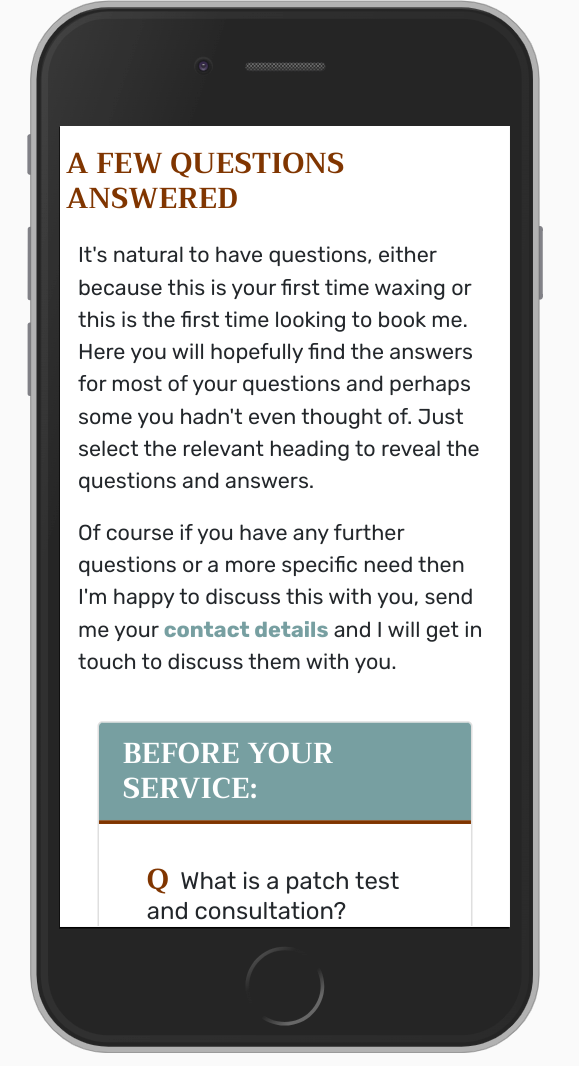 A FEW QUESTIONS
ANSWERED
It's natural to have questions, either
because this is your first time waxing or
this is the first time looking to book me.
Here you will hopefully find the answers
for most of your questions and perhaps
some you hadn't even thought of. Just
select the relevant heading to reveal the
questions and answers.
Of course if you have any further
questions or a more specific need then
I'm happy to discuss this with you, send
me your contact details and I will get in
touch to discuss them with you.
BEFORE YOUR
SERVICE:
Q What is a patch test
and consultation?